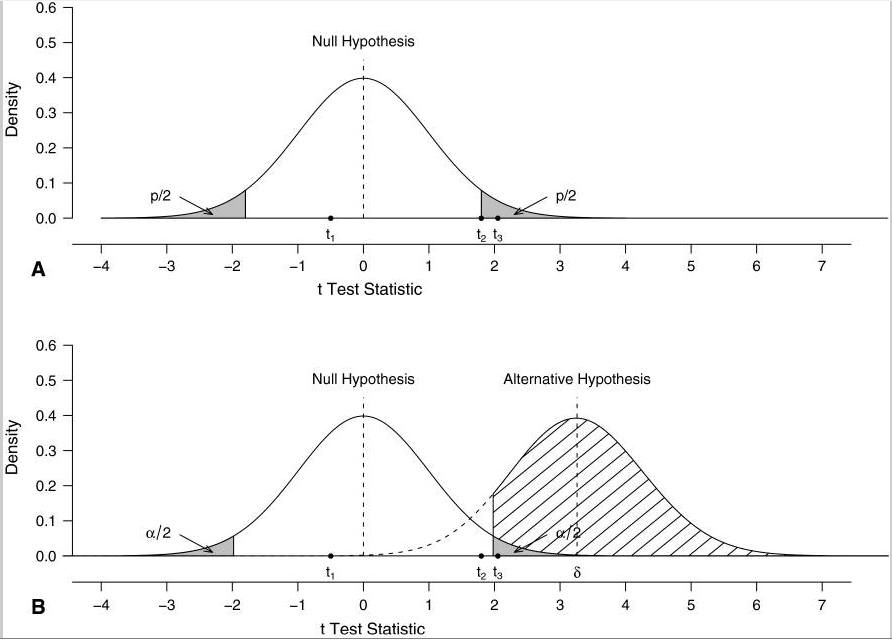 0.6
Null Hypothesis
0.5
0.4
Density
0.3
0.2
0.1
p/2 p/2
0.0
t1 t2 t3
−4 −3 −2 −1 0 1 2 3 4 5 6 7
A
t Test Statistic
0.6
0.5
Null Hypothesis Alternative Hypothesis
0.4
Density
0.3
0.2
0.1
α/2 α/2
0.0
t1 t2 t3 δ
−4 −3 −2 −1 0 1 2 3 4 5 6 7
B
t Test Statistic